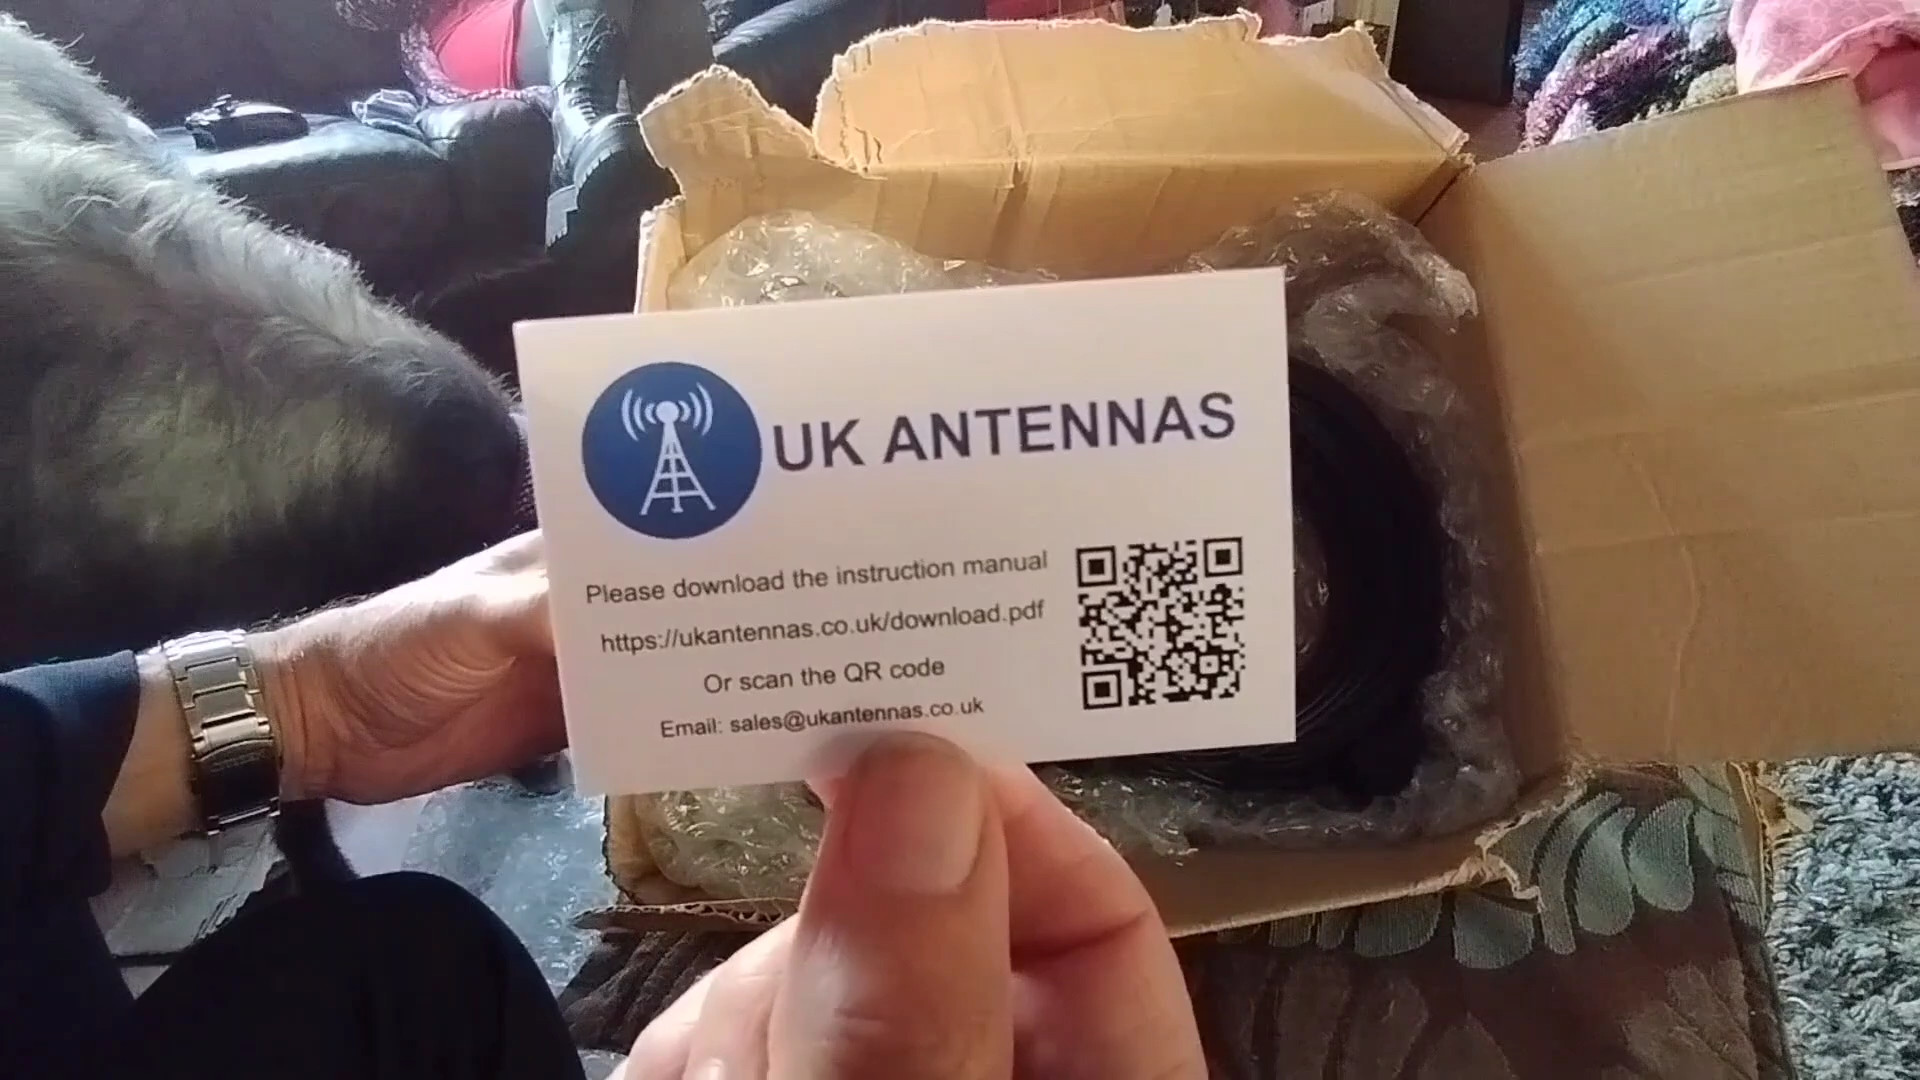 UK ANTENNAS
Please download the instruction manual
https://ukantennas.co.uk/download.pdf
Or scan the QR code
Email: sales@ukantennas.co.uk